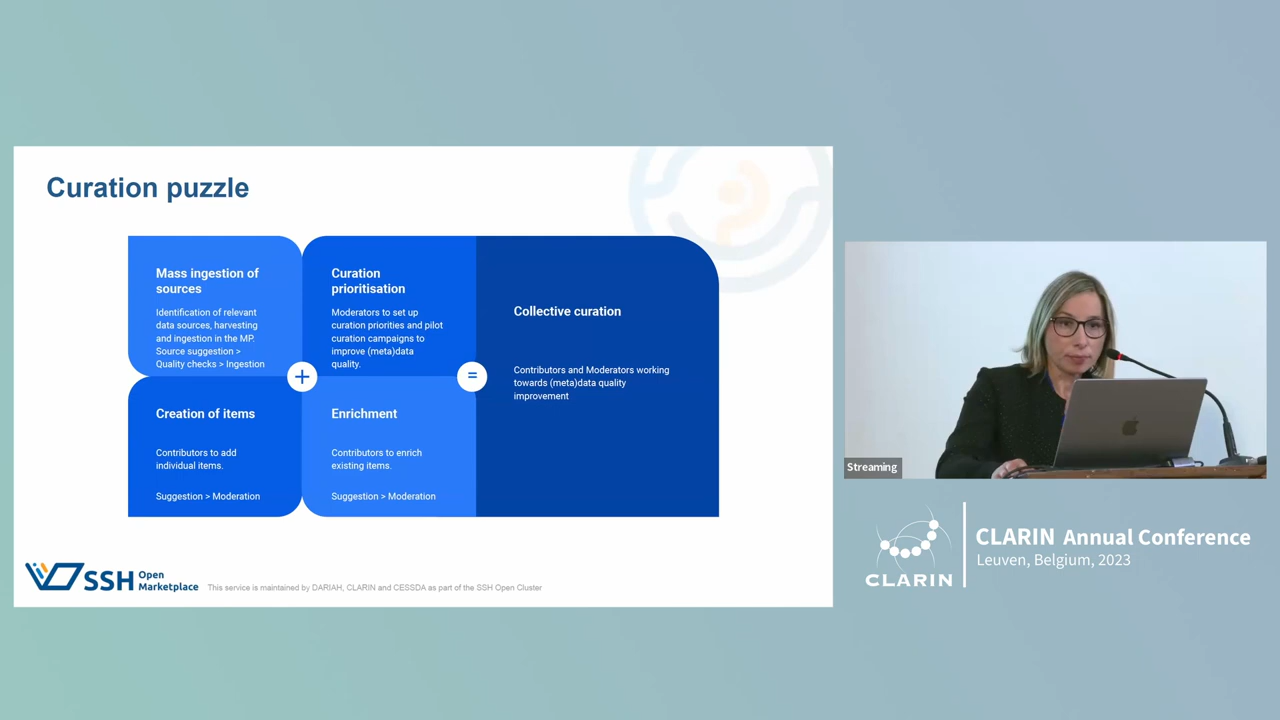 Curation puzzle
Mass ingestion of
sources
Identification of relevant
data sources, harvesting
and ingestion in the MP.
Source suggestion >
Quality checks > Ingestion
Curation
prioritisation
Moderators to set up
curation priorities and pilot
curation campaigns to
improve (meta)data
quality.
+
=
Collective curation
Contributors and Moderators working
towards (meta)data quality
improvement
Creation of items
Contributors to add
individual items.
Suggestion > Moderation
Enrichment
Contributors to enrich
existing items.
Suggestion > Moderation
SSH Open
Marketplace
This service is maintained by DARIAH, CLARIN and CESSDA as part of the SSH Open Cluster
Streaming
CLARIN
CLARIN Annual Conference
Leuven, Belgium, 2023